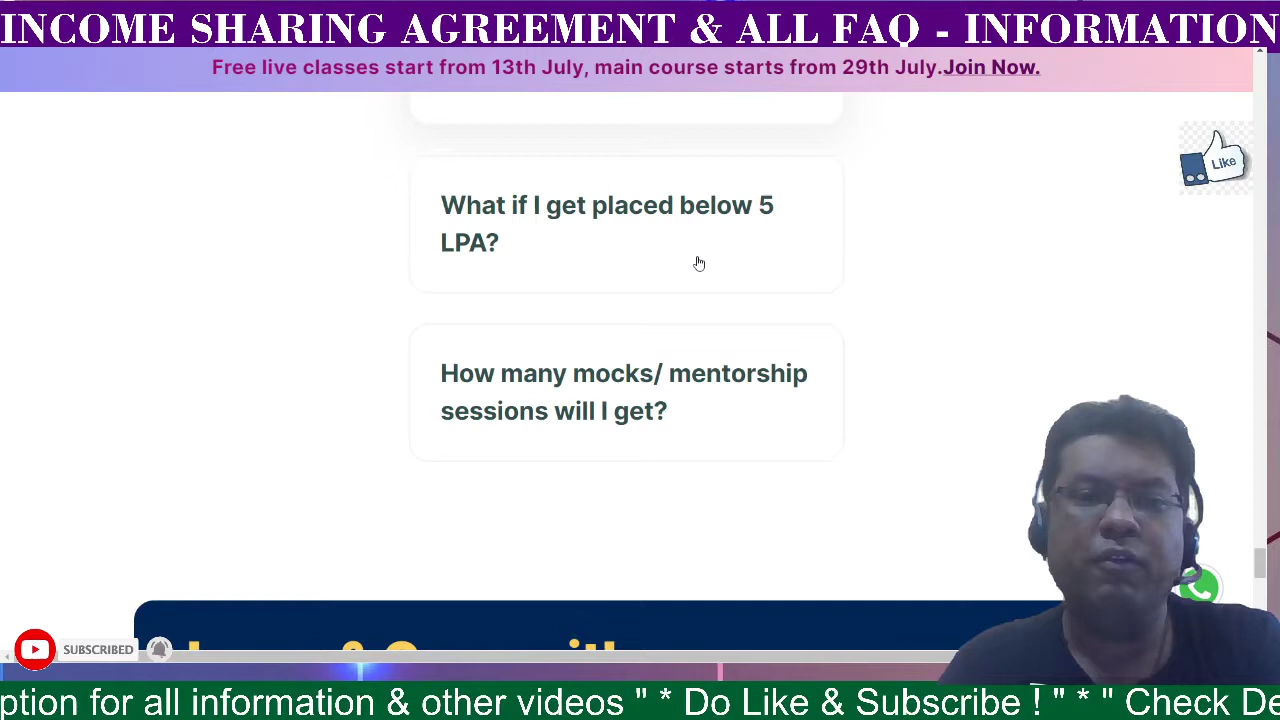 INCOME SHARING AGREEMENT & ALL FAQ - INFORMATION
Free live classes start from 13th July, main course starts from 29th July.Join Now.
Like
What if I get placed below 5
LPA?
How many mocks/ mentorship
sessions will I get?
SUBSCRIBED
ption for all information & other videos " * Do Like & Subscribe ! " * " Check De